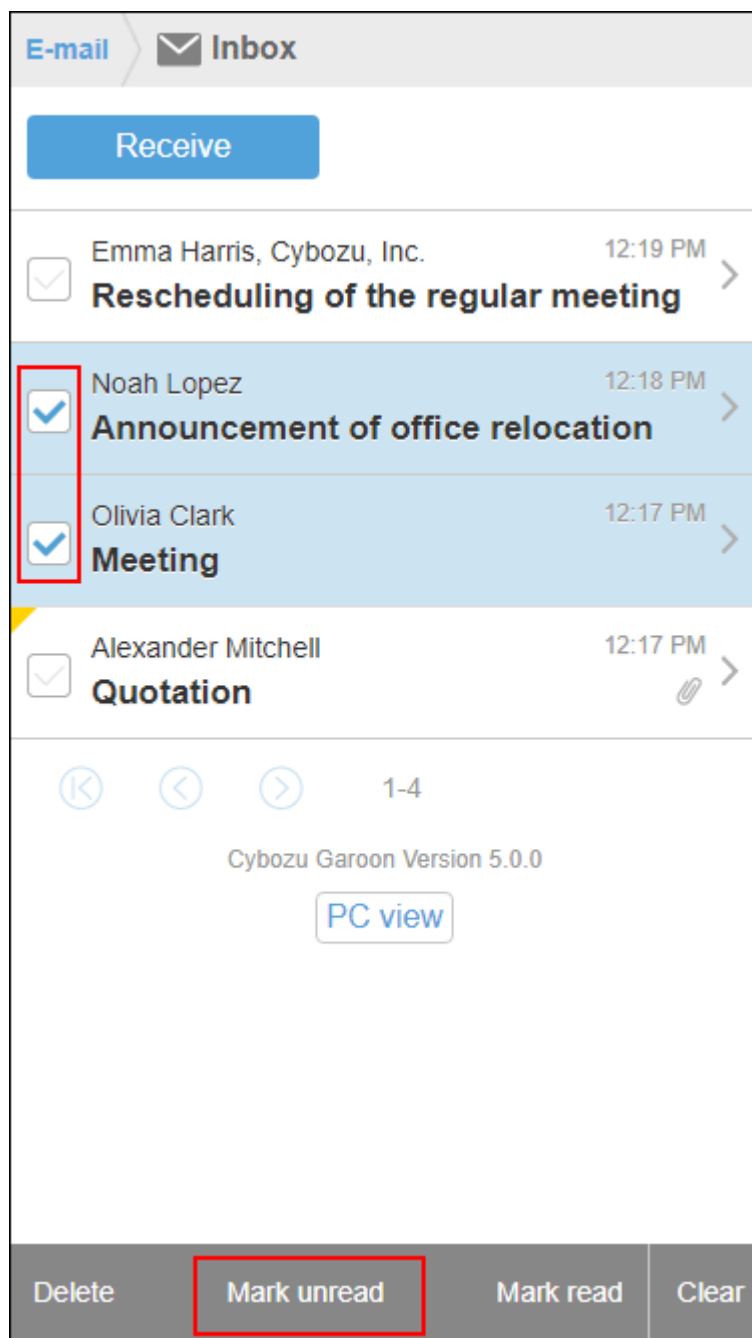 E-mail Inbox
Receive
Emma Harris, Cybozu, Inc. 12:19 PM
Rescheduling of the regular meeting
Noah Lopez 12:18 PM
Announcement of office relocation
Olivia Clark 12:17 PM
Meeting
Alexander Mitchell 12:17 PM
Quotation
1-4
Cybozu Garoon Version 5.0.0
PC view
Delete Mark unread Mark read Clear